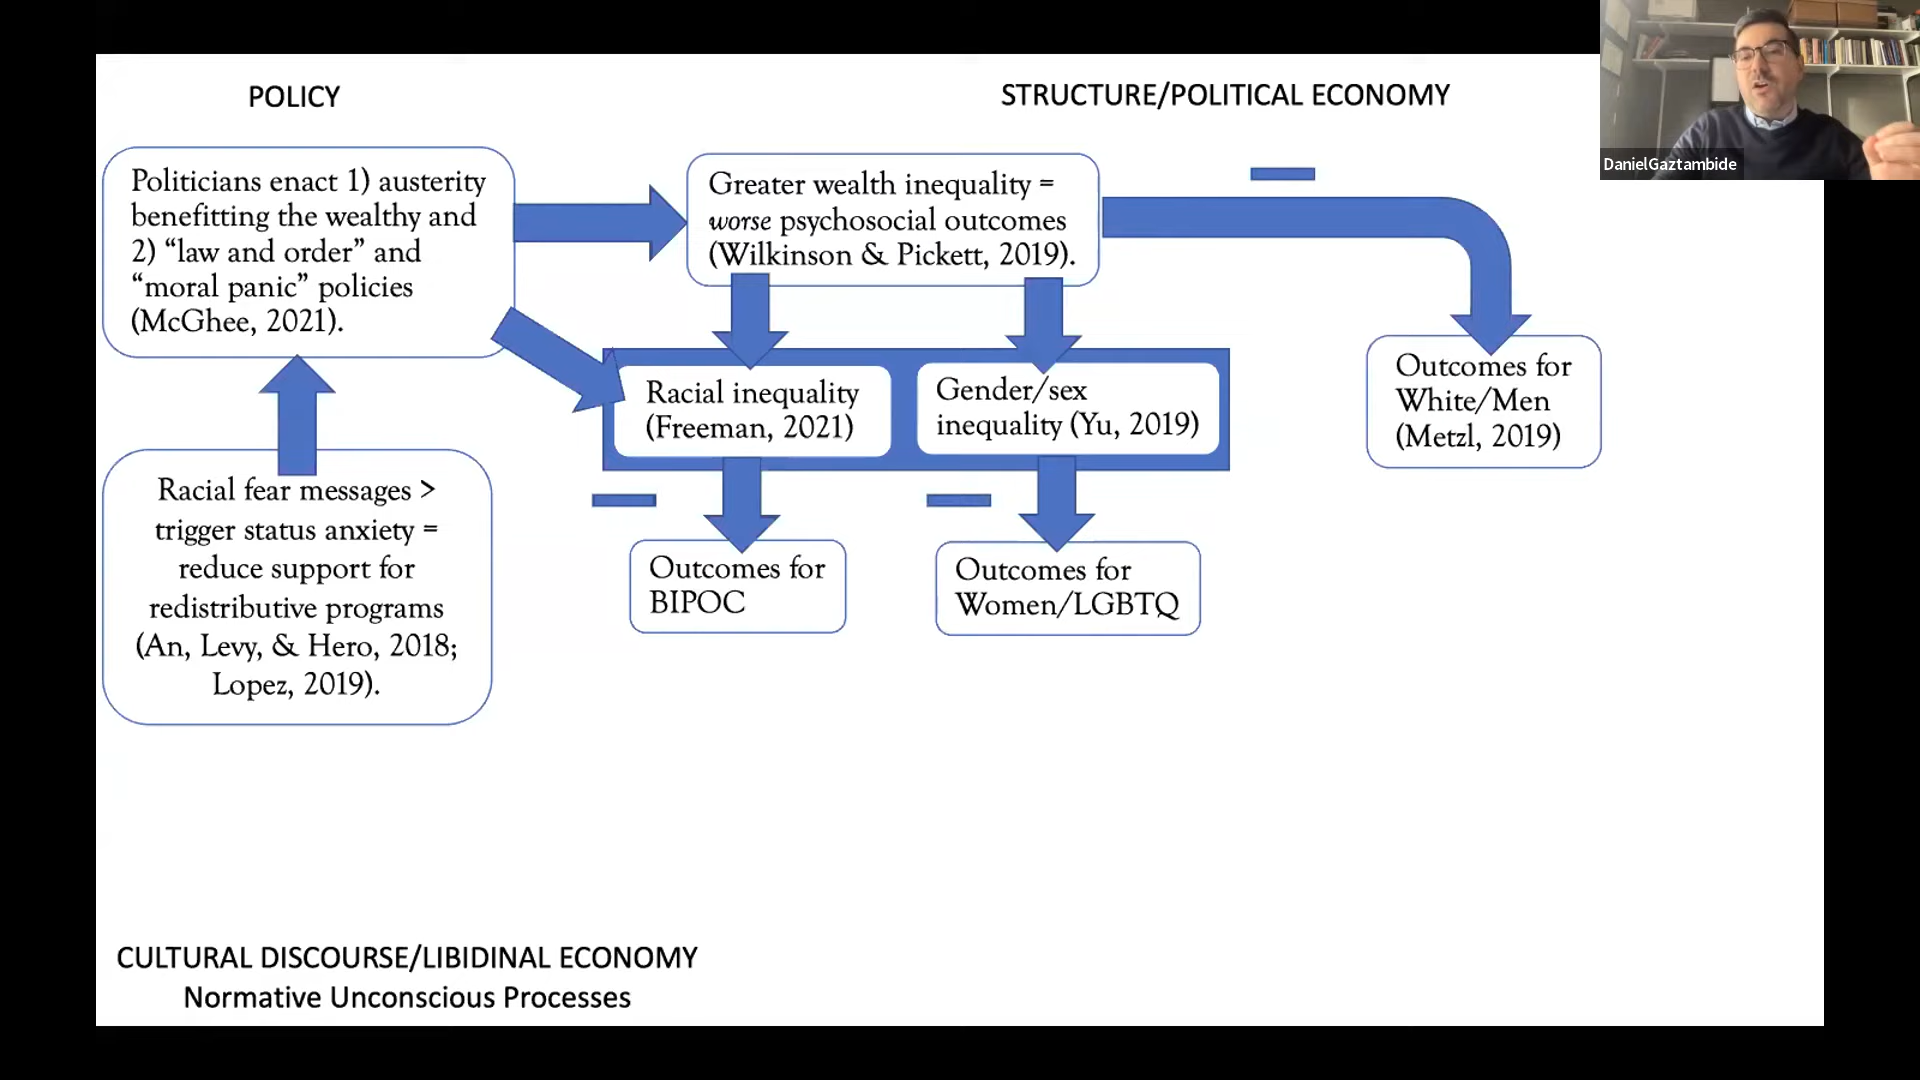 POLICY
STRUCTURE/POLITICAL ECONOMY
DanielGaztambide
Politicians enact 1) austerity
benefitting the wealthy and
2) “law and order” and
“moral panic” policies
(McGhee, 2021).
Greater wealth inequality =
worse psychosocial outcomes
(Wilkinson & Pickett, 2019).
Racial inequality
(Freeman, 2021)
Gender/sex
inequality (Yu, 2019)
Outcomes for
White/Men
(Metzl, 2019)
Racial fear messages >
trigger status anxiety =
reduce support for
redistributive programs
(An, Levy, & Hero, 2018;
Lopez, 2019).
Outcomes for
BIPOC
Outcomes for
Women/LGBTQ
CULTURAL DISCOURSE/LIBIDINAL ECONOMY
Normative Unconscious Processes